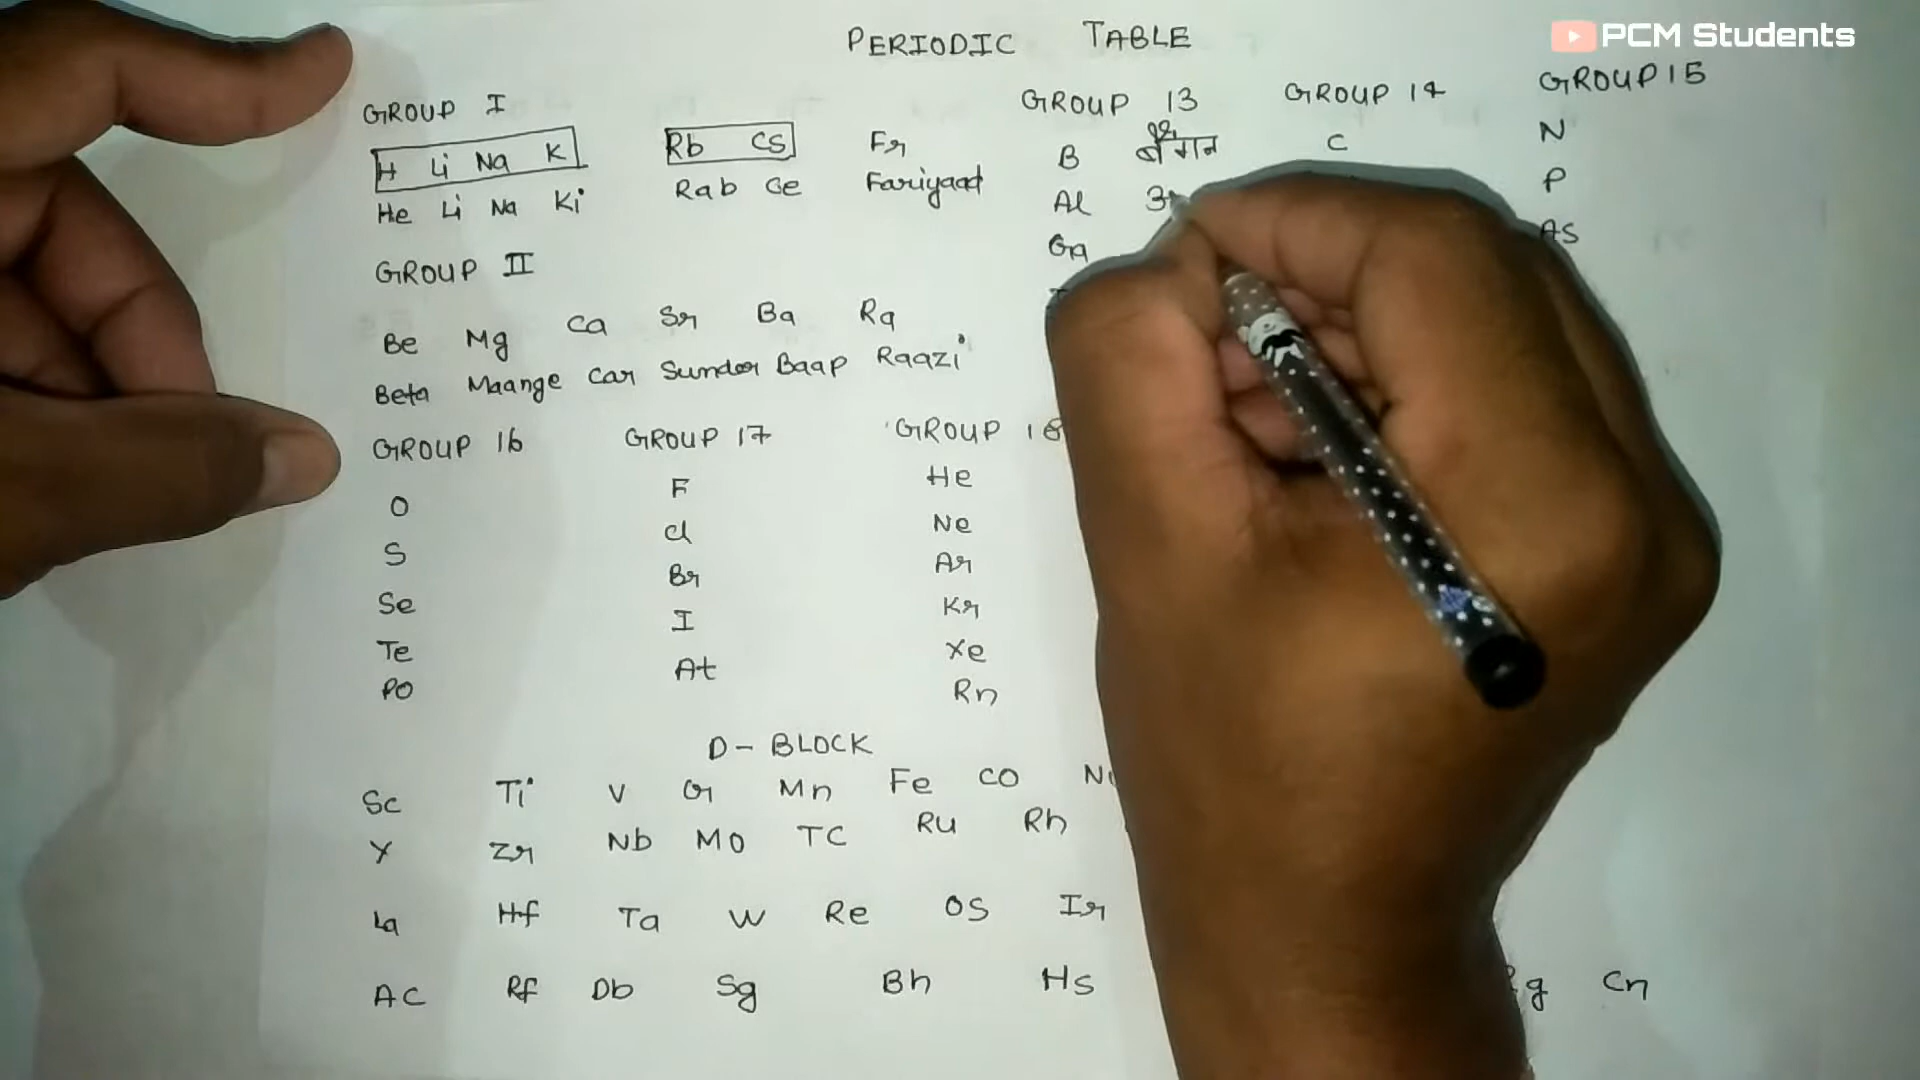 PERIODIC TABLE
PCM Students
GROUP I
H Li Na K Rb Cs Fr
He Li Na Ki Rab Ce Fariyaad
GROUP II
Be Mg Ca Sr Ba Ra
Beta Maange Car Sunder Baap Raazi
GROUP 13
B बैंगन
Al
Ga
GROUP 14
C
GROUP 15
N
P
As
GROUP 16
O
S
Se
Te
PO
GROUP 17
F
Cl
Br
I
At
GROUP 18
He
Ne
Ar
Kr
Xe
Rn
D- BLOCK
Sc Ti V Cr Mn Fe CO
Y Zr Nb MO TC Ru Rh
La Hf Ta W Re OS Ir
AC Rf Db Sg Bh Hs Cn